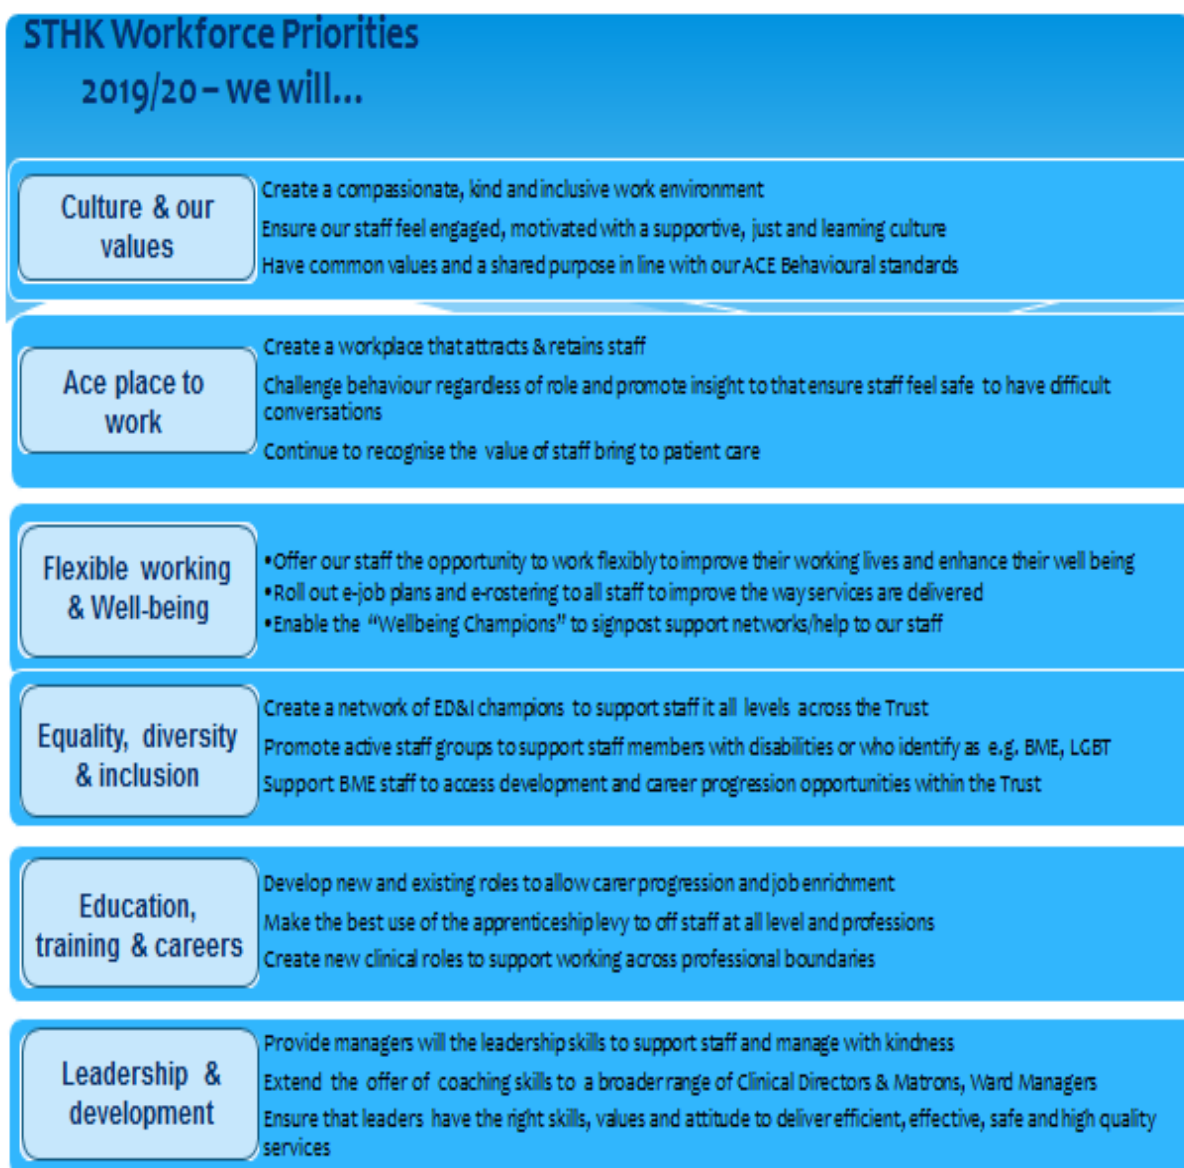 STHK Workforce Priorities
2019/20 – we will...
Culture & our
values
Create a compassionate, kind and inclusive work environment
Ensure our staff feel engaged, motivated with a supportive, just and learning culture
Have common values and a shared purpose in line with our ACE Behavioural standards
Ace place to
work
Create a workplace that attracts & retains staff
Challenge behaviour regardless of role and promote insight to that ensure staff feel safe to have difficult
conversations
Continue to recognise the value of staff bring to patient care
Flexible working
& Well-being
•Offer our staff the opportunity to work flexibly to improve their working lives and enhance their well being
•Roll out e-job plans and e-rostering to all staff to improve the way services are delivered
•Enable the “Wellbeing Champions” to signpost support networks/help to our staff
Equality, diversity
& inclusion
Create a network of ED&I champions to support staff it all levels across the Trust
Promote active staff groups to support staff members with disabilities or who identify as e.g. BME, LGBT
Support BME staff to access development and career progression opportunities within the Trust
Education,
training & careers
Develop new and existing roles to allow carer progression and job enrichment
Make the best use of the apprenticeship levy to off staff at all level and professions
Create new clinical roles to support working across professional boundaries
Leadership &
development
Provide managers will the leadership skills to support staff and manage with kindness
Extend the offer of coaching skills to a broader range of Clinical Directors & Matrons, Ward Managers
Ensure that leaders have the right skills, values and attitude to deliver efficient, effective, safe and high quality
services